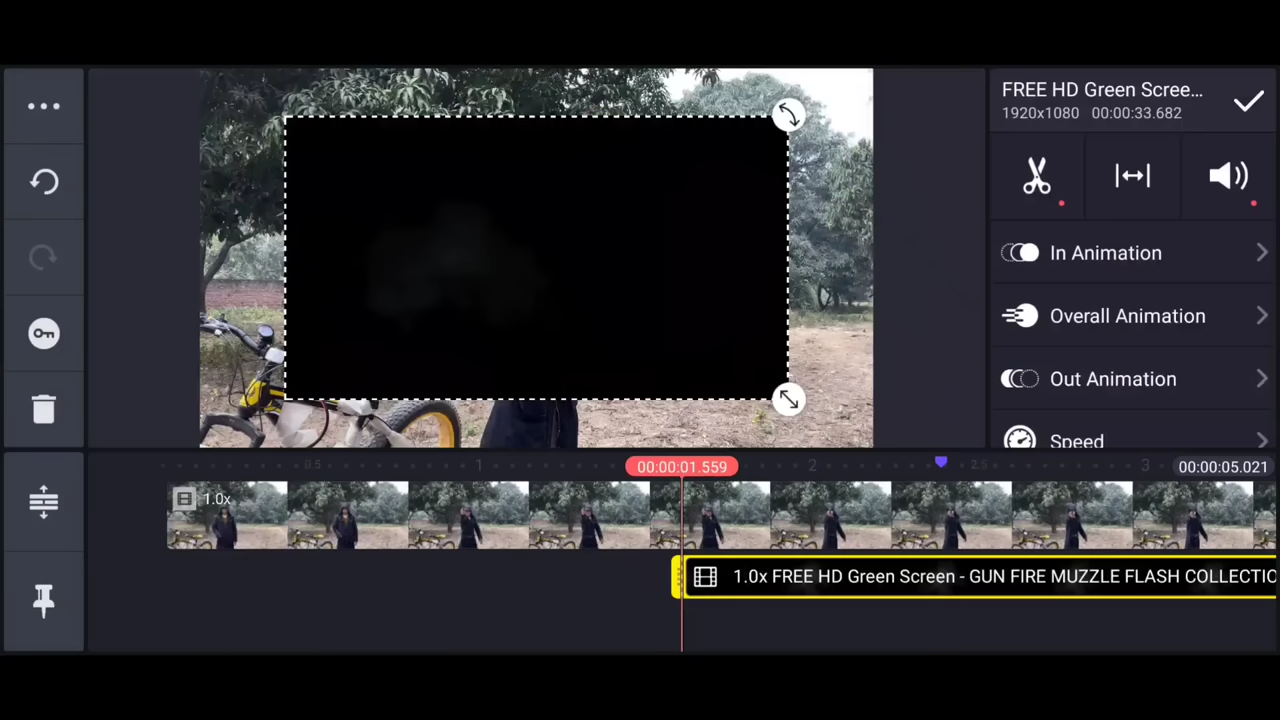 FREE HD Green Scree...
1920x1080 00:00:33.682
In Animation
Overall Animation
Out Animation
Speed
0.5 1 00:00:01.559 2 2.5 3 00:00:05.021
1.0x
1.0x FREE HD Green Screen - GUN FIRE MUZZLE FLASH COLLECTIO